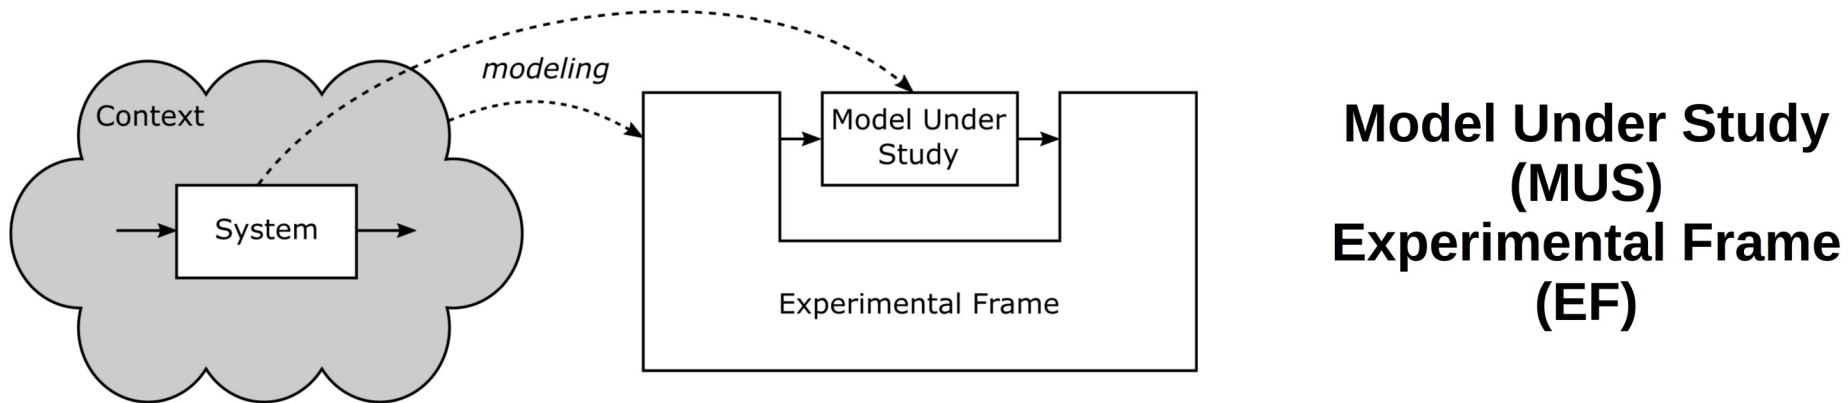 modeling
Context
System
Model Under
Study
Experimental Frame
Model Under Study
(MUS)
Experimental Frame
(EF)